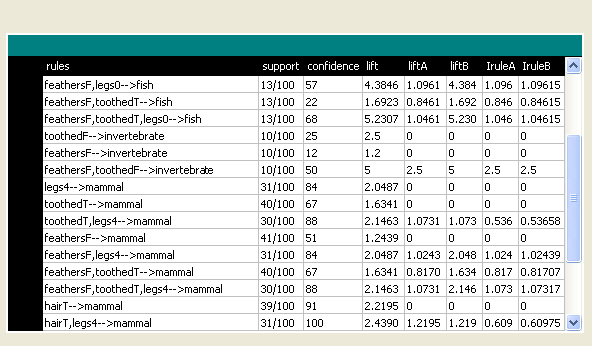 rules support confidence lift liftA liftB IruleA IruleB
feathersF,legs0-->fish 13/100 57 4.3846 1.0961 4.384 1.096 1.09615
feathersF,toothedT-->fish 13/100 22 1.6923 0.8461 1.692 0.846 0.84615
feathersF,toothedT,legs0-->fish 13/100 68 5.2307 1.0461 5.230 1.046 1.04615
toothedF-->invertebrate 10/100 25 2.5 0 0 0 0
feathersF-->invertebrate 10/100 12 1.2 0 0 0 0
feathersF,toothedF-->invertebrate 10/100 50 5 2.5 5 2.5 2.5
legs4-->mammal 31/100 84 2.0487 0 0 0 0
toothedT-->mammal 40/100 67 1.6341 0 0 0 0
toothedT,legs4-->mammal 30/100 88 2.1463 1.0731 1.073 0.536 0.53658
feathersF-->mammal 41/100 51 1.2439 0 0 0 0
feathersF,legs4-->mammal 31/100 84 2.0487 1.0243 2.048 1.024 1.02439
feathersF,toothedT-->mammal 40/100 67 1.6341 0.8170 1.634 0.817 0.81707
feathersF,toothedT,legs4-->mammal 30/100 88 2.1463 1.0731 2.146 1.073 1.07317
hairT-->mammal 39/100 91 2.2195 0 0 0 0
hairT,legs4-->mammal 31/100 100 2.4390 1.2195 1.219 0.609 0.60975